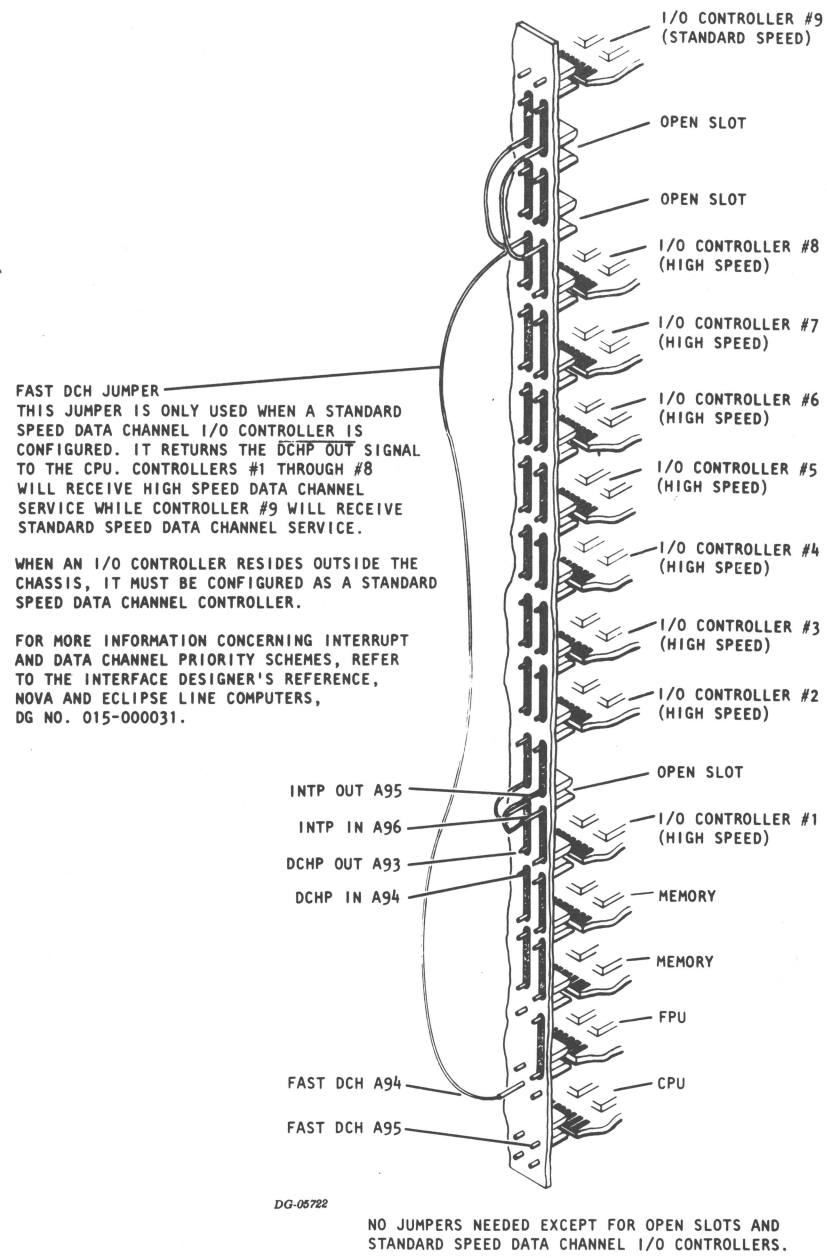 I/O CONTROLLER #9
(STANDARD SPEED)
OPEN SLOT
OPEN SLOT
I/O CONTROLLER #8
(HIGH SPEED)
I/O CONTROLLER #7
(HIGH SPEED)
I/O CONTROLLER #6
(HIGH SPEED)
I/O CONTROLLER #5
(HIGH SPEED)
I/O CONTROLLER #4
(HIGH SPEED)
I/O CONTROLLER #3
(HIGH SPEED)
I/O CONTROLLER #2
(HIGH SPEED)
OPEN SLOT
I/O CONTROLLER #1
(HIGH SPEED)
MEMORY
MEMORY
FPU
CPU
FAST DCH JUMPER
THIS JUMPER IS ONLY USED WHEN A STANDARD
SPEED DATA CHANNEL I/O CONTROLLER IS
CONFIGURED. IT RETURNS THE DCHP OUT SIGNAL
TO THE CPU. CONTROLLERS #1 THROUGH #8
WILL RECEIVE HIGH SPEED DATA CHANNEL
SERVICE WHILE CONTROLLER #9 WILL RECEIVE
STANDARD SPEED DATA CHANNEL SERVICE.
WHEN AN I/O CONTROLLER RESIDES OUTSIDE THE
CHASSIS, IT MUST BE CONFIGURED AS A STANDARD
SPEED DATA CHANNEL CONTROLLER.
FOR MORE INFORMATION CONCERNING INTERRUPT
AND DATA CHANNEL PRIORITY SCHEMES, REFER
TO THE INTERFACE DESIGNER'S REFERENCE,
NOVA AND ECLIPSE LINE COMPUTERS,
DG NO. 015-000031.
INTP OUT A95
INTP IN A96
DCHP OUT A93
DCHP IN A94
FAST DCH A94
FAST DCH A95
DG-05722
NO JUMPERS NEEDED EXCEPT FOR OPEN SLOTS AND
STANDARD SPEED DATA CHANNEL I/O CONTROLLERS.